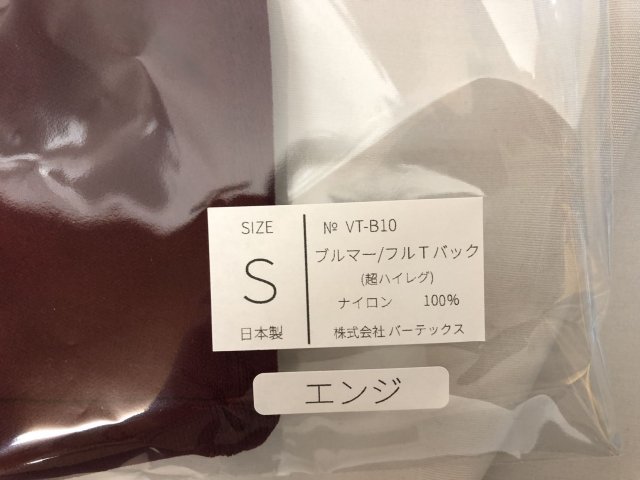 SIZE
S
日本製
№ VT-B10
ブルマー/フルTバック
(超ハイレグ)
ナイロン 100%
株式会社 バーテックス
エンジ